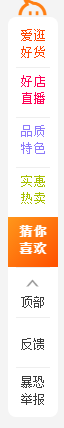 爱逛
好货
好店
直播
品质
特色
实惠
热卖
猜你
喜欢
顶部
反馈
暴恐
举报